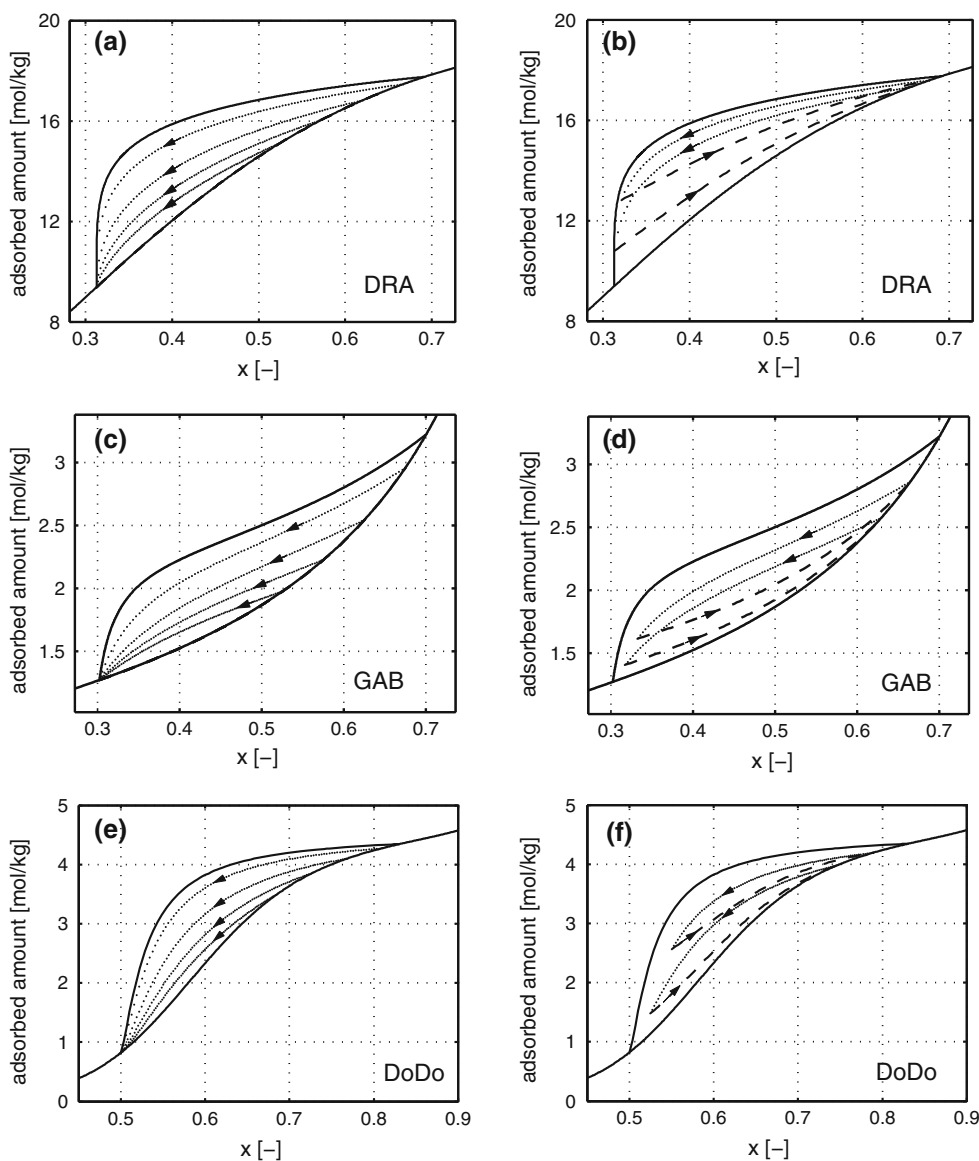 (a)
adsorbed amount [mol/kg]
20
16
12
8
0.3 0.4 0.5 0.6 0.7
x [–]
DRA
(b)
adsorbed amount [mol/kg]
20
16
12
8
0.3 0.4 0.5 0.6 0.7
x [–]
DRA
(c)
adsorbed amount [mol/kg]
3
2.5
2
1.5
0.3 0.4 0.5 0.6 0.7
x [–]
GAB
(d)
adsorbed amount [mol/kg]
3
2.5
2
1.5
0.3 0.4 0.5 0.6 0.7
x [–]
GAB
(e)
adsorbed amount [mol/kg]
5
4
3
2
1
0
0.5 0.6 0.7 0.8 0.9
x [–]
DoDo
(f)
adsorbed amount [mol/kg]
5
4
3
2
1
0
0.5 0.6 0.7 0.8 0.9
x [–]
DoDo